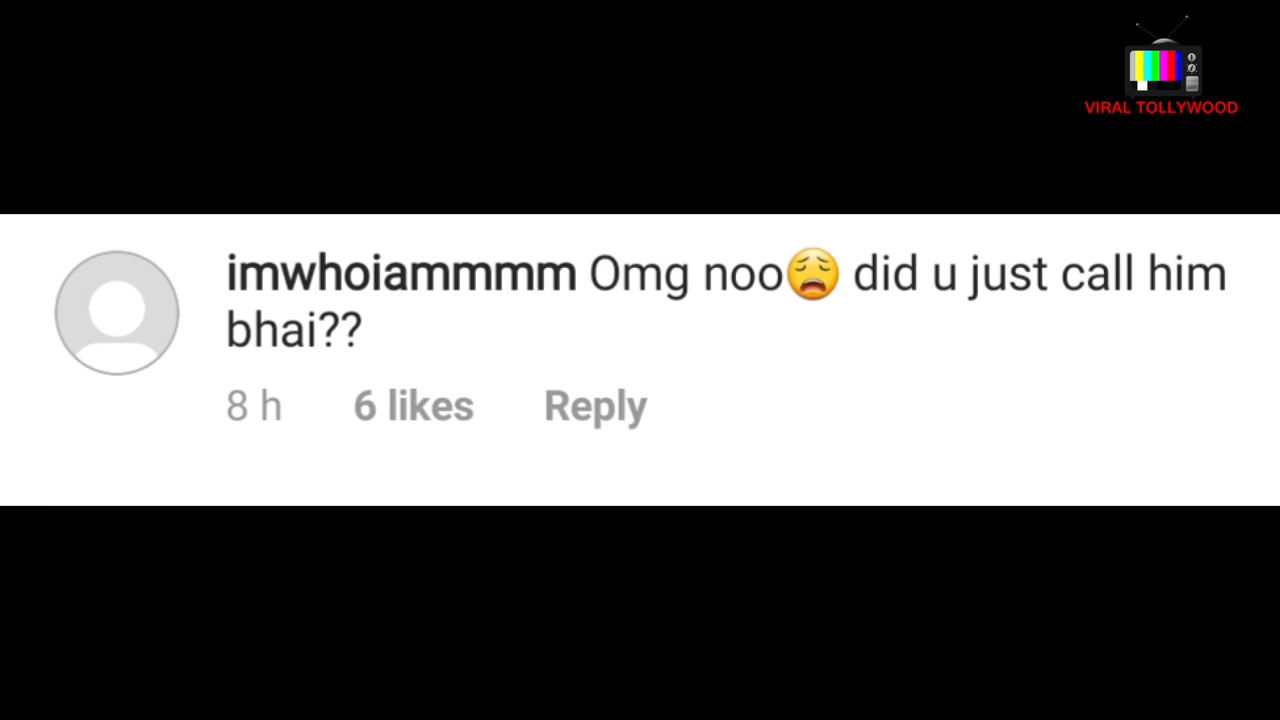 VIRAL TOLLYWOOD
imwhoiammmm Omg noo😩 did u just call him
bhai??
8 h 6 likes Reply